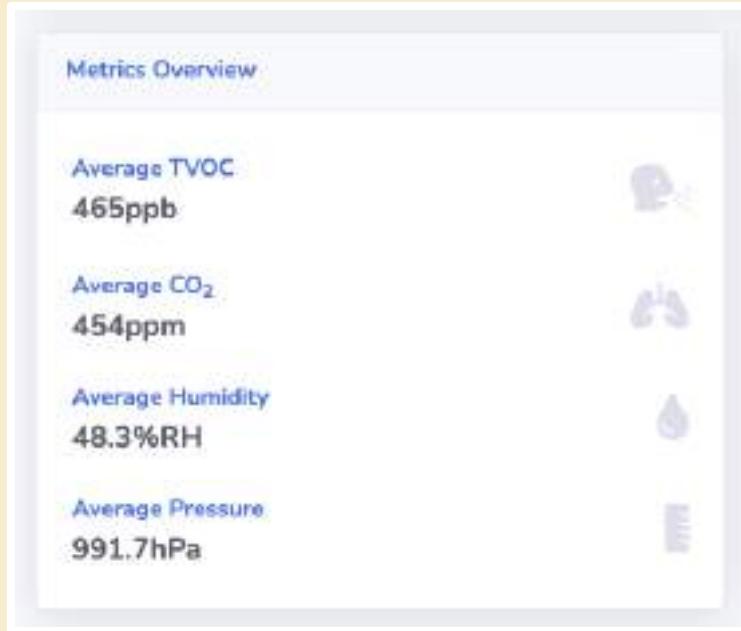 Metrics Overview
Average TVOC
465ppb
Average CO₂
454ppm
Average Humidity
48.3%RH
Average Pressure
991.7hPa